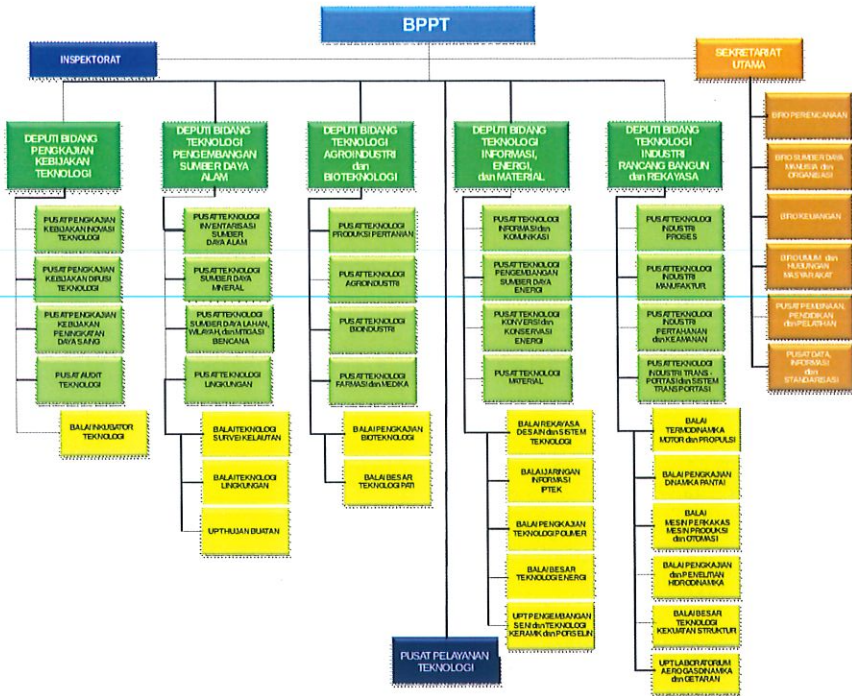 BPPT
INSPEKTORAT
SEKRETARIAT
UTAMA
DEPUTI BIDANG
PENGKAJIAN
KEBIJAKAN
TEKNOLOGI
PUSAT PENGKAJIAN
KEBIJAKAN INOVASI
TEKNOLOGI
PUSAT PENGKAJIAN
KEBIJAKAN DIFUSI
TEKNOLOGI
PUSAT PENGKAJIAN
KEBIJAKAN
PENINGKATAN
DAYA SAING
PUSAT AUDIT
TEKNOLOGI
BALAI INKUBATOR
TEKNOLOGI
DEPUTI BIDANG
TEKNOLOGI
PENGEMBANGAN
SUMBER DAYA
ALAM
PUSAT TEKNOLOGI
INVENTARISASI
SUMBER
DAYA ALAM
PUSAT TEKNOLOGI
SUMBER DAYA
MINERAL
PUSAT TEKNOLOGI
SUMBER DAYA LAHAN,
WILAYAH, dan MITIGASI
BENCANA
PUSAT TEKNOLOGI
LINGKUNGAN
BALAI TEKNOLOGI
SURVEI KELAUTAN
BALAI TEKNOLOGI
LINGKUNGAN
UPT HUJAN BUATAN
DEPUTI BIDANG
TEKNOLOGI
AGROINDUSTRI
dan
BIOTEKNOLOGI
PUSAT TEKNOLOGI
PRODUKSI PERTANIAN
PUSAT TEKNOLOGI
AGROINDUSTRI
PUSAT TEKNOLOGI
BIOINDUSTRI
PUSAT TEKNOLOGI
FARMASI dan MEDIKA
BALAI PENGKAJIAN
BIOTEKNOLOGI
BALAI BESAR
TEKNOLOGI PATI
DEPUTI BIDANG
TEKNOLOGI
INFORMASI,
ENERGI,
dan MATERIAL
PUSAT TEKNOLOGI
INFORMASI dan
KOMUNIKASI
PUSAT TEKNOLOGI
PENGEMBANGAN
SUMBER DAYA
ENERGI
PUSAT TEKNOLOGI
KONVERSI dan
KONSERVASI
ENERGI
PUSAT TEKNOLOGI
MATERIAL
BALAI REKAYASA
DESAIN dan SISTEM
TEKNOLOGI
BALAI JARINGAN
INFORMASI
IPTEK
BALAI PENGKAJIAN
TEKNOLOGI POLIMER
BALAI BESAR
TEKNOLOGI ENERGI
UPT PENGEMBANGAN
SENI dan TEKNOLOGI
KERAMIK dan PORSELIN
DEPUTI BIDANG
TEKNOLOGI
INDUSTRI
RANCANG BANGUN
dan REKAYASA
PUSAT TEKNOLOGI
INDUSTRI
PROSES
PUSAT TEKNOLOGI
INDUSTRI
MANUFAKTUR
PUSAT TEKNOLOGI
INDUSTRI
PERTAHANAN
dan KEAMANAN
PUSAT TEKNOLOGI
INDUSTRI TRANS -
PORTASI dan SISTEM
TRANSPORTASI
BALAI
TERMODINAMIKA
MOTOR dan PROPULSI
BALAI PENGKAJIAN
DINAMIKA PANTAI
BALAI
MESIN PERKAKAS
MESIN PRODUKSI
dan OTOMASI
BALAI PENGKAJIAN
dan PENELITIAN
HIDRODINAMIKA
BALAI BESAR
TEKNOLOGI
KEKUATAN STRUKTUR
UPT LABORATORIUM
AERO GASDINAMIKA
dan GETARAN
BIRO PERENCANAAN
BIRO SUMBER DAYA
MANUSIA dan
ORGANISASI
BIRO KEUANGAN
BIRO UMUM dan
HUBUNGAN
MASYARAKAT
PUSAT PEMBINAAN,
PENDIDIKAN
dan PELATIHAN
PUSAT DATA,
INFORMASI
dan
STANDARISASI
PUSAT PELAYANAN
TEKNOLOGI